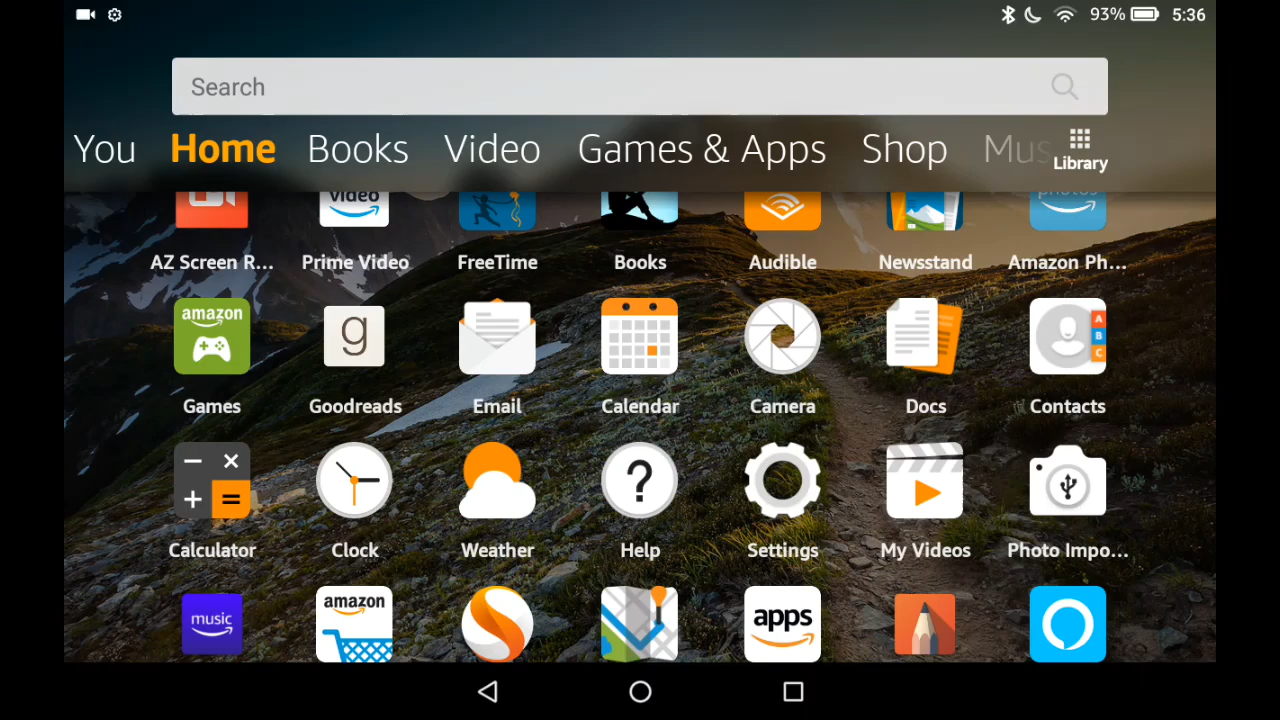 93% 5:36
Search
You Home Books Video Games & Apps Shop Mus Library
video photos
AZ Screen R... Prime Video FreeTime Books Audible Newsstand Amazon Ph...
amazon g A B C
Games Goodreads Email Calendar Camera Docs Contacts
− × + = ?
Calculator Clock Weather Help Settings My Videos Photo Impo...
music amazon apps